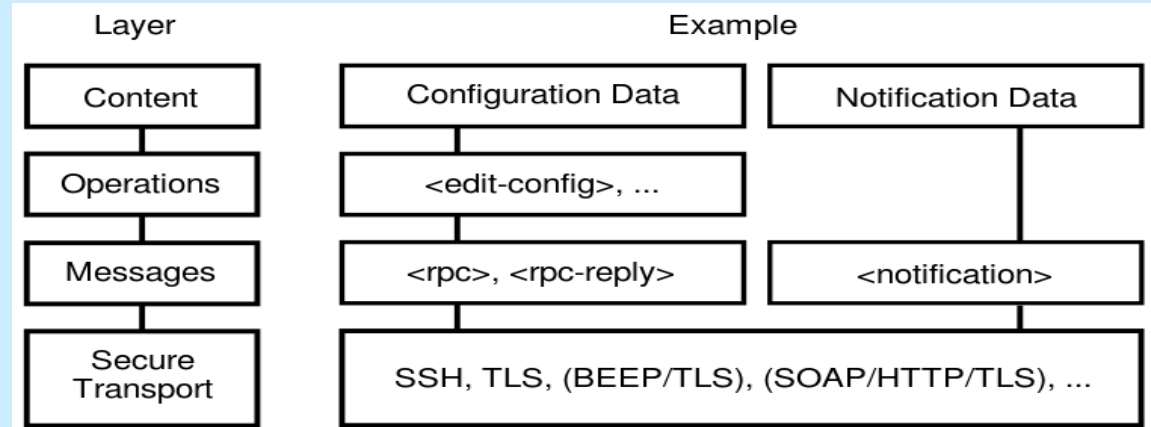 Layer
Example
Content
Configuration Data
Notification Data
Operations
<edit-config>, ...
Messages
<rpc>, <rpc-reply>
<notification>
Secure
Transport
SSH, TLS, (BEEP/TLS), (SOAP/HTTP/TLS), ...